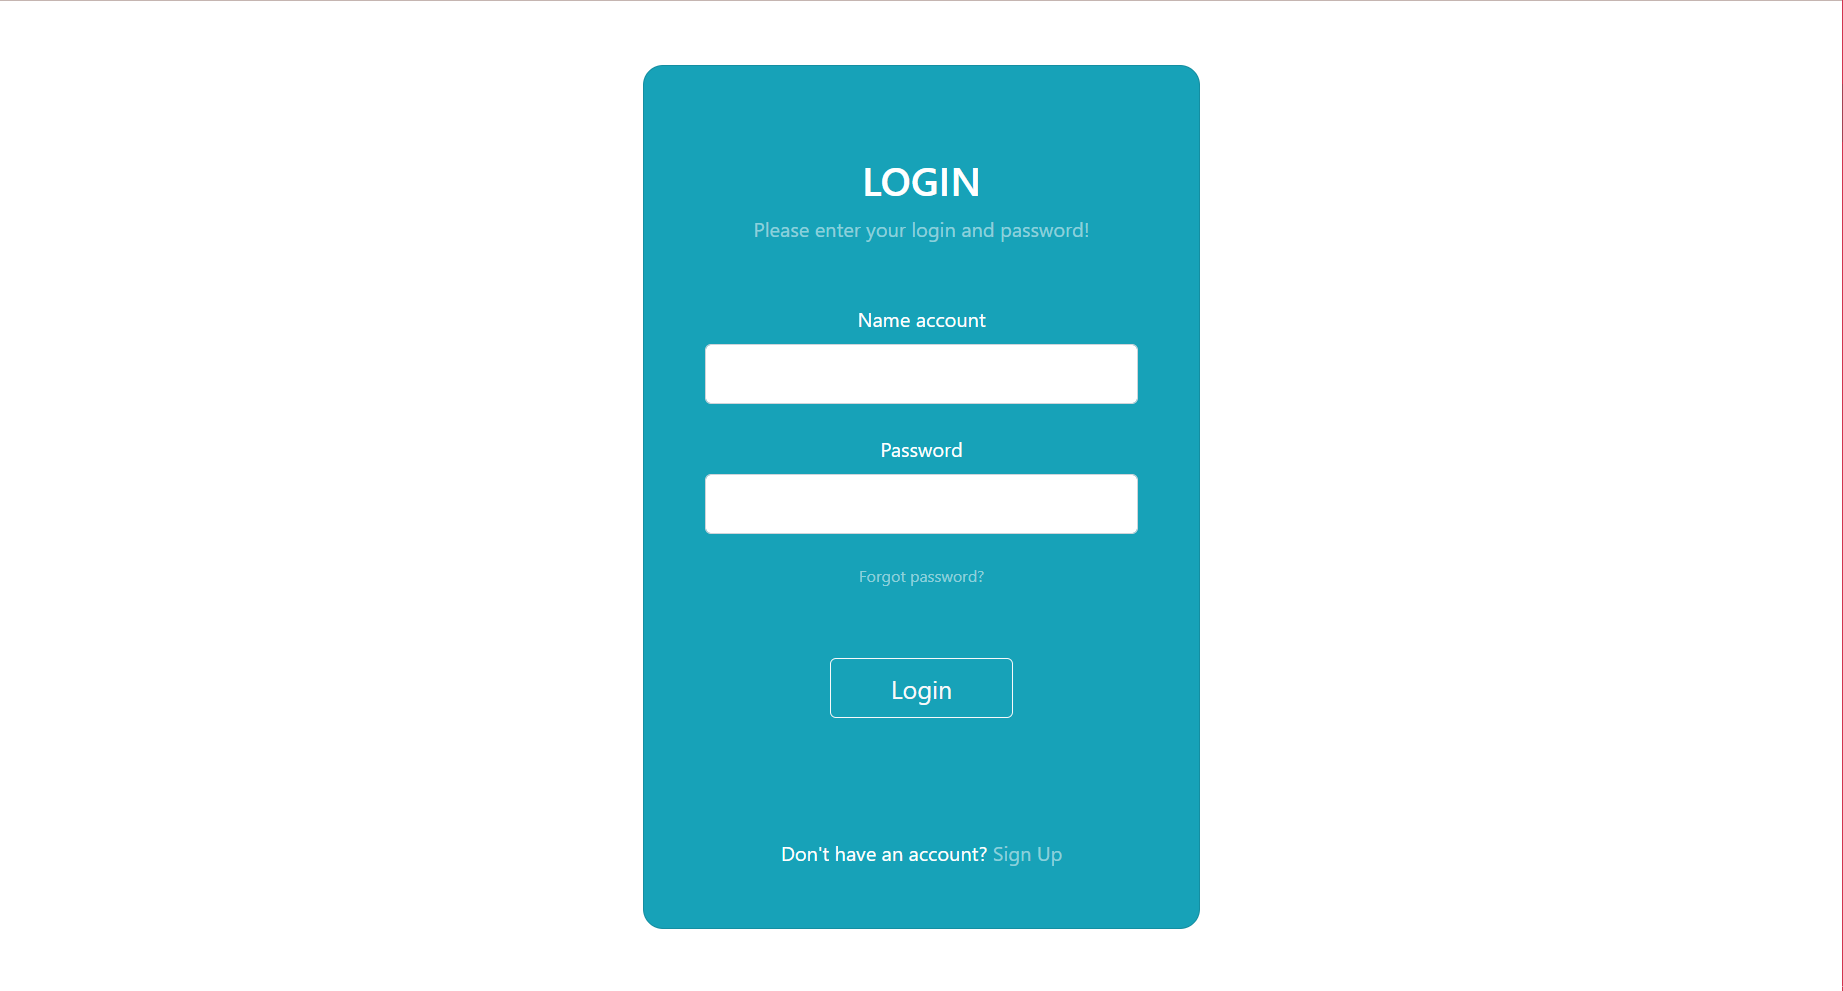 LOGIN
Please enter your login and password!
Name account
Password
Forgot password?
Login
Don't have an account? Sign Up